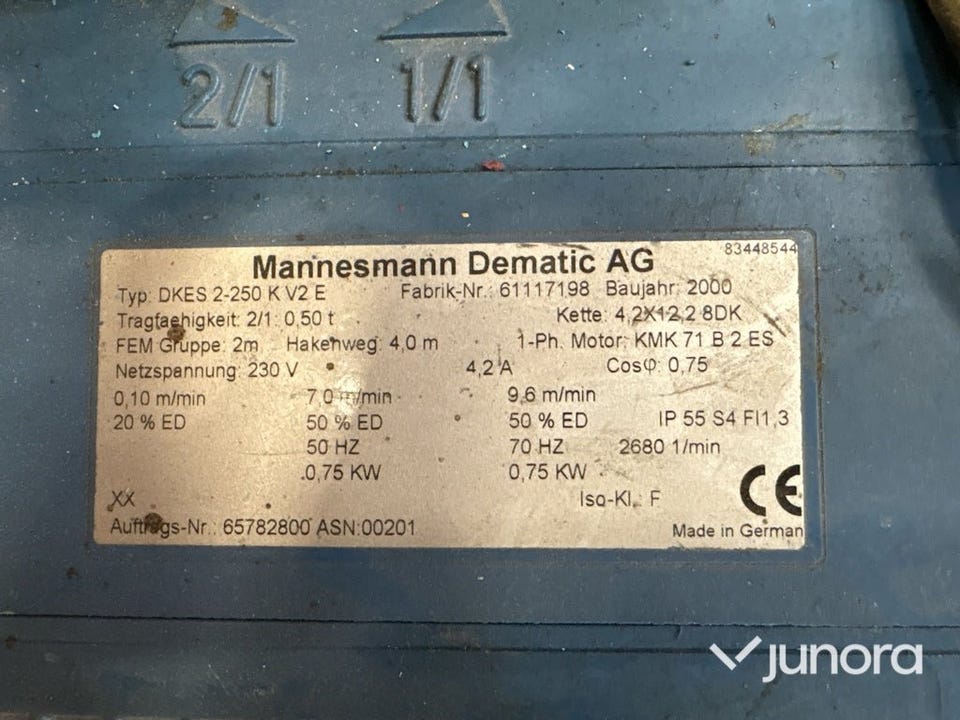 2/1 1/1
83448544
Mannesmann Dematic AG
Typ: DKES 2-250 K V2 E Fabrik-Nr.: 61117198 Baujahr: 2000
Tragfaehigkeit: 2/1: 0,50 t Kette: 4,2X12,2 8DK
FEM Gruppe: 2m Hakenweg: 4,0 m 1-Ph. Motor: KMK 71 B 2 ES
Netzspannung: 230 V 4,2 A Cosφ: 0,75
0,10 m/min 7,0 m/min 9,6 m/min
20 % ED 50 % ED 50 % ED IP 55 S4 FI1,3
50 HZ 70 HZ 2680 1/min
0,75 KW 0,75 KW
XX Iso-Kl.: F CE
Auftrags-Nr.: 65782800 ASN:00201 Made in German
junora